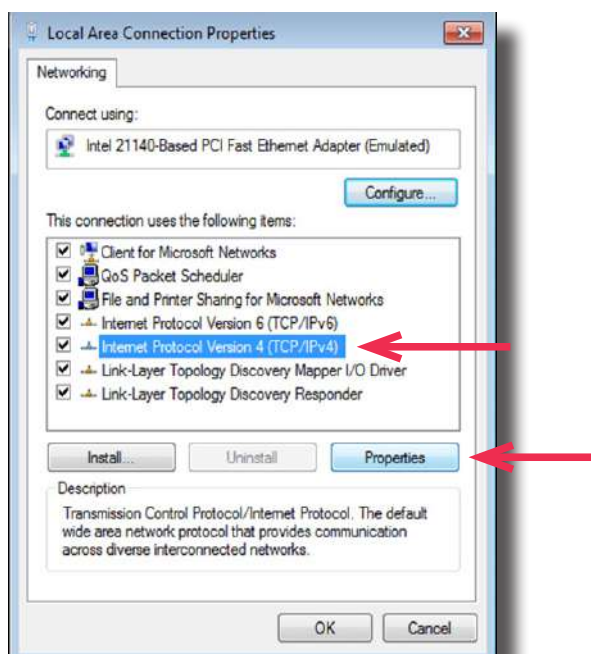 Local Area Connection Properties
Networking
Connect using:
Intel 21140-Based PCI Fast Ethernet Adapter (Emulated)
Configure...
This connection uses the following items:
Client for Microsoft Networks
QoS Packet Scheduler
File and Printer Sharing for Microsoft Networks
Internet Protocol Version 6 (TCP/IPv6)
Internet Protocol Version 4 (TCP/IPv4)
Link-Layer Topology Discovery Mapper I/O Driver
Link-Layer Topology Discovery Responder
Install... Uninstall Properties
Description
Transmission Control Protocol/Internet Protocol. The default
wide area network protocol that provides communication
across diverse interconnected networks.
OK Cancel